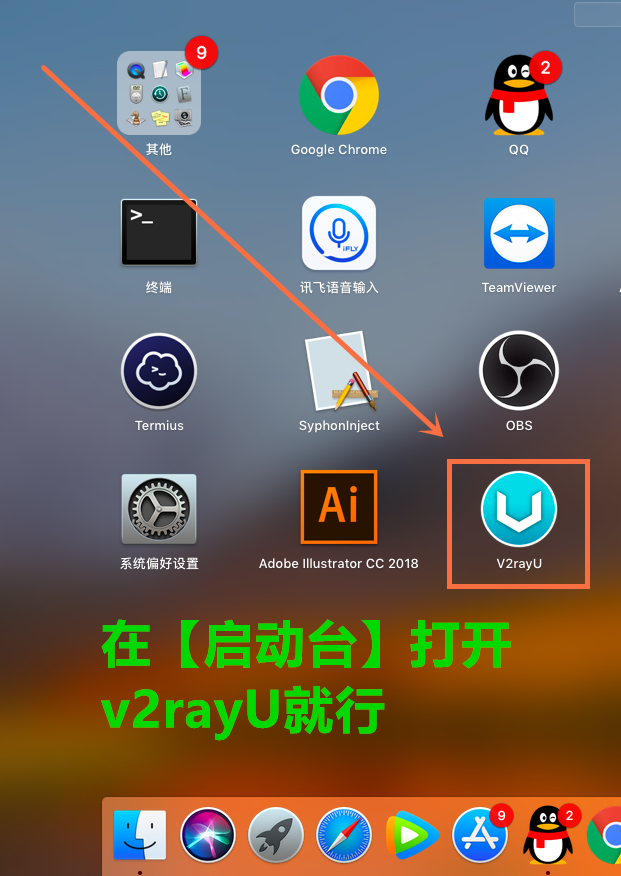 9
2
其他
Google Chrome
QQ
>_
iFLY
终端
讯飞语音输入
TeamViewer
>_
Termius
SyphonInject
OBS
Ai
系统偏好设置
Adobe Illustrator CC 2018
V2rayU
在【启动台】打开
v2rayU就行
9
2